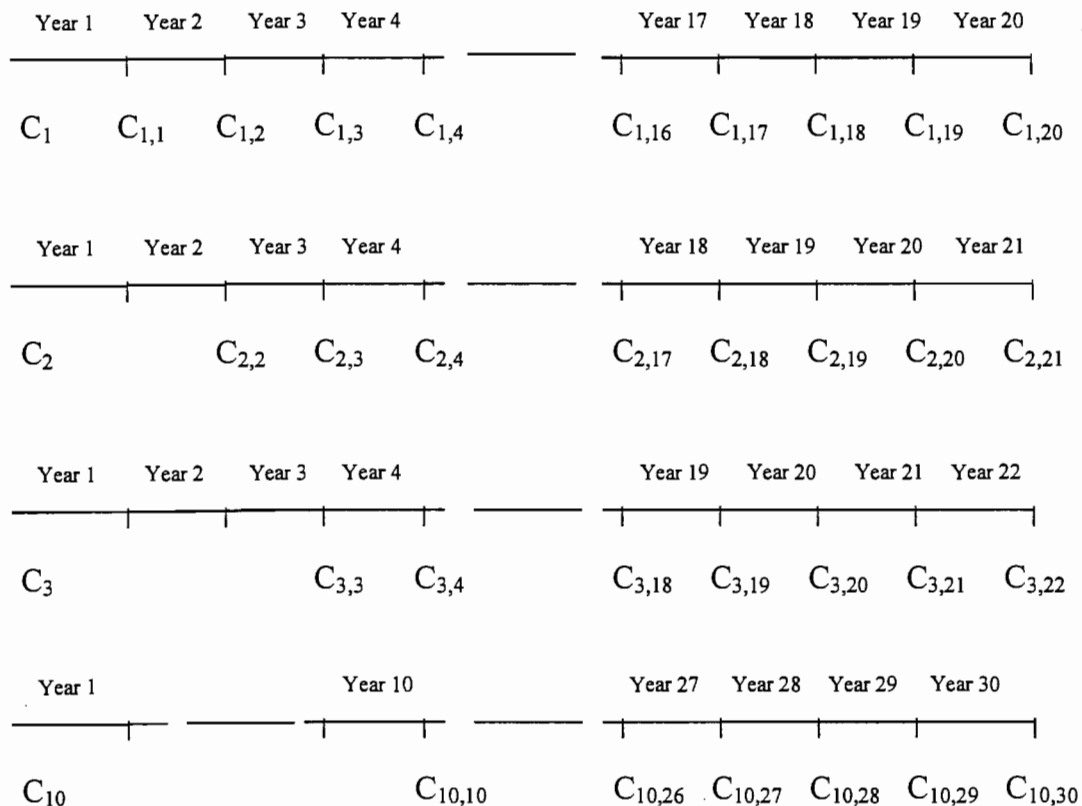 Year 1 Year 2 Year 3 Year 4 Year 17 Year 18 Year 19 Year 20
C1 C1,1 C1,2 C1,3 C1,4 C1,16 C1,17 C1,18 C1,19 C1,20
Year 1 Year 2 Year 3 Year 4 Year 18 Year 19 Year 20 Year 21
C2 C2,2 C2,3 C2,4 C2,17 C2,18 C2,19 C2,20 C2,21
Year 1 Year 2 Year 3 Year 4 Year 19 Year 20 Year 21 Year 22
C3 C3,3 C3,4 C3,18 C3,19 C3,20 C3,21 C3,22
Year 1 Year 10 Year 27 Year 28 Year 29 Year 30
C10 C10,10 C10,26 C10,27 C10,28 C10,29 C10,30